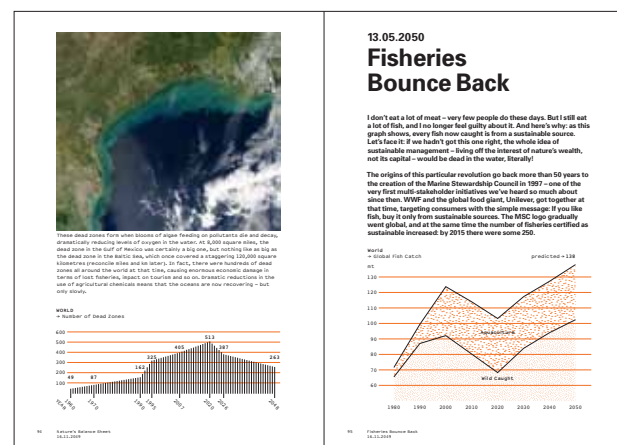 These dead zones form when blooms of algae feeding on pollutants die and decay,
dramatically reducing levels of oxygen in the water. At 8,000 square miles, the
dead zone in the Gulf of Mexico was certainly a big one, but nothing like as big as
the dead zone in the Baltic Sea, which once covered a staggering 120,000 square
kilometres (reconcile miles and km later). In fact, there were hundreds of dead
zones all around the world at that time, causing enormous economic damage in
terms of lost fisheries, impact on tourism and so on. Dramatic reductions in the
use of agricultural chemicals means that the oceans are now recovering – but
only slowly.
WORLD
→ Number of Dead Zones
600
500
400
300
200
100
49
87
162
325
405
513
387
263
YEAR
1960
1970
1990
1995
2007
2020
2026
2048
94
Nature's Balance Sheet
13.05.2050
Fisheries
Bounce Back
I don't eat a lot of meat – very few people do these days. But I still eat
a lot of fish, and I no longer feel guilty about it. And here's why: as this
graph shows, every fish now caught is from a sustainable source.
Let's face it: if we hadn't got this one right, the whole idea of
sustainable management – living off the interest of nature's wealth,
not its capital – would be dead in the water, literally!
The origins of this particular revolution go back more than 50 years to
the creation of the Marine Stewardship Council in 1997 – one of the
very first multi-stakeholder initiatives we've heard so much about
since then. WWF and the global food giant, Unilever, got together at
that time, targeting consumers with the simple message: If you like
fish, buy it only from sustainable sources. The MSC logo gradually
went global, and at the same time the number of fisheries certified as
sustainable increased: by 2015 there were some 250.
World
→ Global Fish Catch
predicted → 138
MT
130
120
110
100
90
80
70
60
Aquaculture
Wild Caught
1980
1990
2000
2010
2020
2030
2040
2050
95
Fisheries Bounce Back